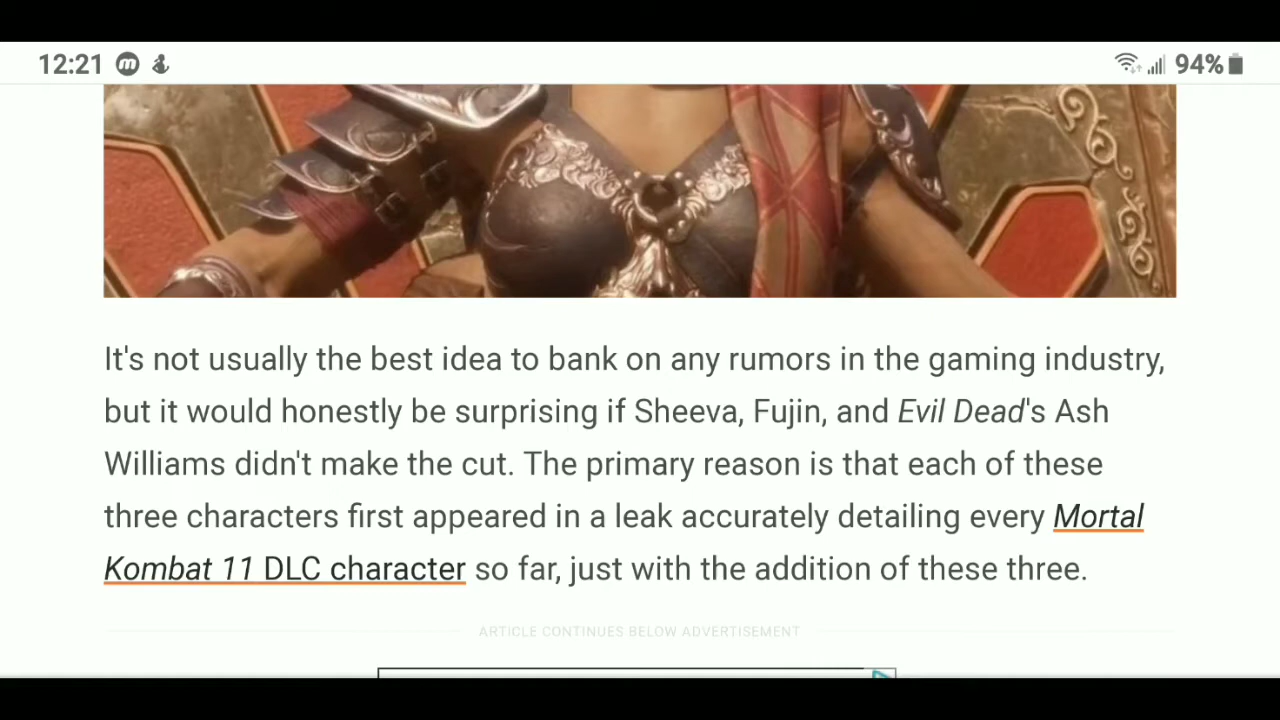 12:21
94%
It's not usually the best idea to bank on any rumors in the gaming industry,
but it would honestly be surprising if Sheeva, Fujin, and Evil Dead's Ash
Williams didn't make the cut. The primary reason is that each of these
three characters first appeared in a leak accurately detailing every Mortal
Kombat 11 DLC character so far, just with the addition of these three.
ARTICLE CONTINUES BELOW ADVERTISEMENT